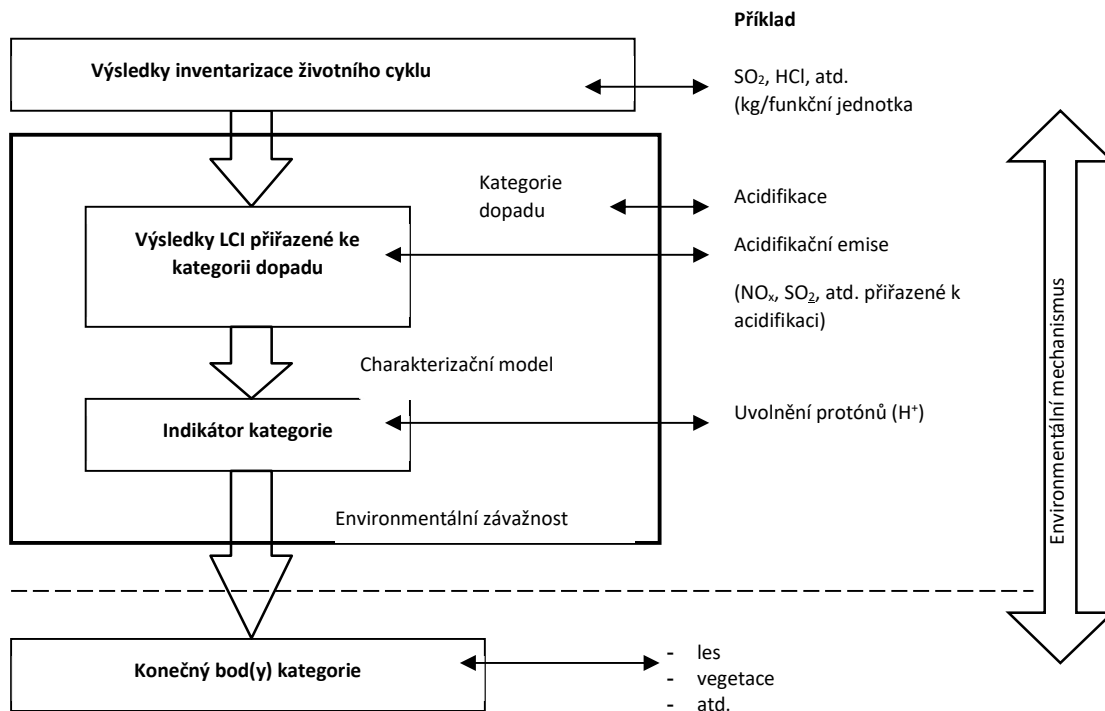 Příklad
Výsledky inventarizace životního cyklu
SO₂, HCl, atd.
(kg/funkční jednotka
Kategorie
dopadu
Acidifikace
Výsledky LCI přiřazené ke
kategorii dopadu
Acidifikační emise
(NOₓ, SO₂, atd. přiřazené k
acidifikaci)
Charakterizační model
Indikátor kategorie
Uvolnění protónů (H⁺)
Environmentální závažnost
Environmentální mechanismus
Konečný bod(y) kategorie
- les
- vegetace
- atd.